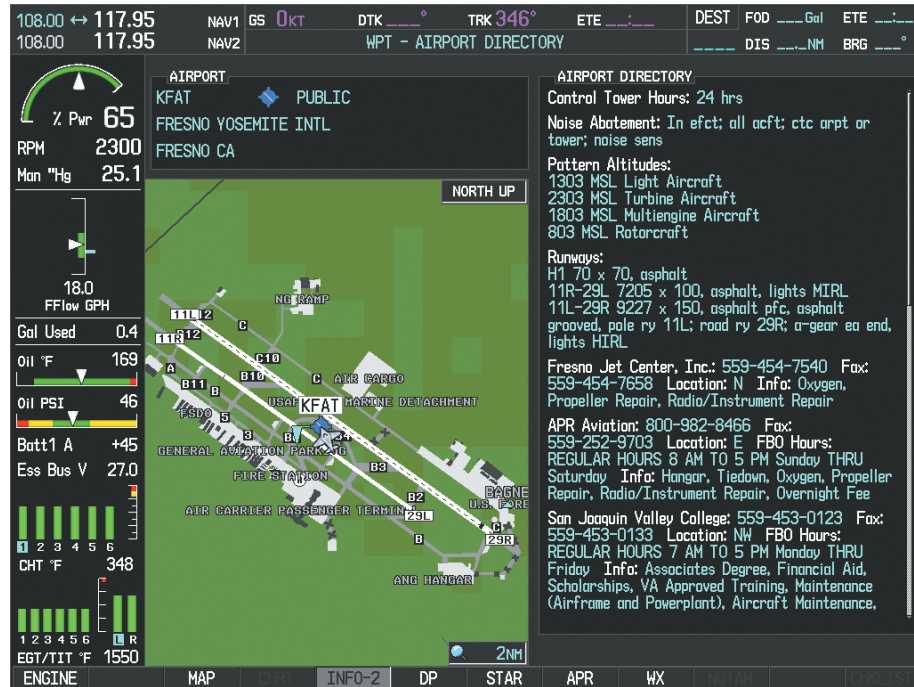 108.00 ↔ 117.95 NAV1 GS 0KT DTK ___° TRK 346° ETE __:__ DEST FOD ___Gal ETE __:__
108.00 117.95 NAV2 WPT - AIRPORT DIRECTORY ____ DIS __._NM BRG ___°
% Pwr 65
RPM 2300
Man "Hg 25.1
18.0
FFlow GPH
Gal Used 0.4
Oil °F 169
Oil PSI 46
Batt1 A +45
Ess Bus V 27.0
1 2 3 4 5 6
CHT °F 348
1 2 3 4 5 6 L R
EGT/TIT °F 1550
AIRPORT
KFAT PUBLIC
FRESNO YOSEMITE INTL
FRESNO CA
NORTH UP
NG RAMP
11L
C
11R
B12
C10
A
B11
B
B10
C
AIR CARGO
MARINE DETACHMENT
KFAT
FSDO
5
3
GENERAL AVIATION PARKING
B3
FIRE STATION
B2
AIR CARRIER PASSENGER TERMIN
29L
B
C
29R
ANG HANGAR
2NM
AIRPORT DIRECTORY
Control Tower Hours: 24 hrs
Noise Abatement: In efct; all acft; ctc arpt or
tower; noise sens
Pattern Altitudes:
1303 MSL Light Aircraft
2303 MSL Turbine Aircraft
1803 MSL Multiengine Aircraft
803 MSL Rotorcraft
Runways:
H1 70 x 70, asphalt
11R-29L 7205 x 100, asphalt, lights MIRL
11L-29R 9227 x 150, asphalt pfc, asphalt
grooved, pole ry 11L; road ry 29R; a-gear ea end,
lights HIRL
Fresno Jet Center, Inc.: 559-454-7540 Fax:
559-454-7658 Location: N Info: Oxygen,
Propeller Repair, Radio/Instrument Repair
APR Aviation: 800-982-8466 Fax:
559-252-9703 Location: E FBO Hours:
REGULAR HOURS 8 AM TO 5 PM Sunday THRU
Saturday Info: Hangar, Tiedown, Oxygen, Propeller
Repair, Radio/Instrument Repair, Overnight Fee
San Joaquin Valley College: 559-453-0123 Fax:
559-453-0133 Location: NW FBO Hours:
REGULAR HOURS 7 AM TO 5 PM Monday THRU
Friday Info: Associates Degree, Financial Aid,
Scholarships, VA Approved Training, Maintenance
(Airframe and Powerplant), Aircraft Maintenance,
ENGINE MAP CHRT INFO-2 DP STAR APR WX NOTAM CHKLIST